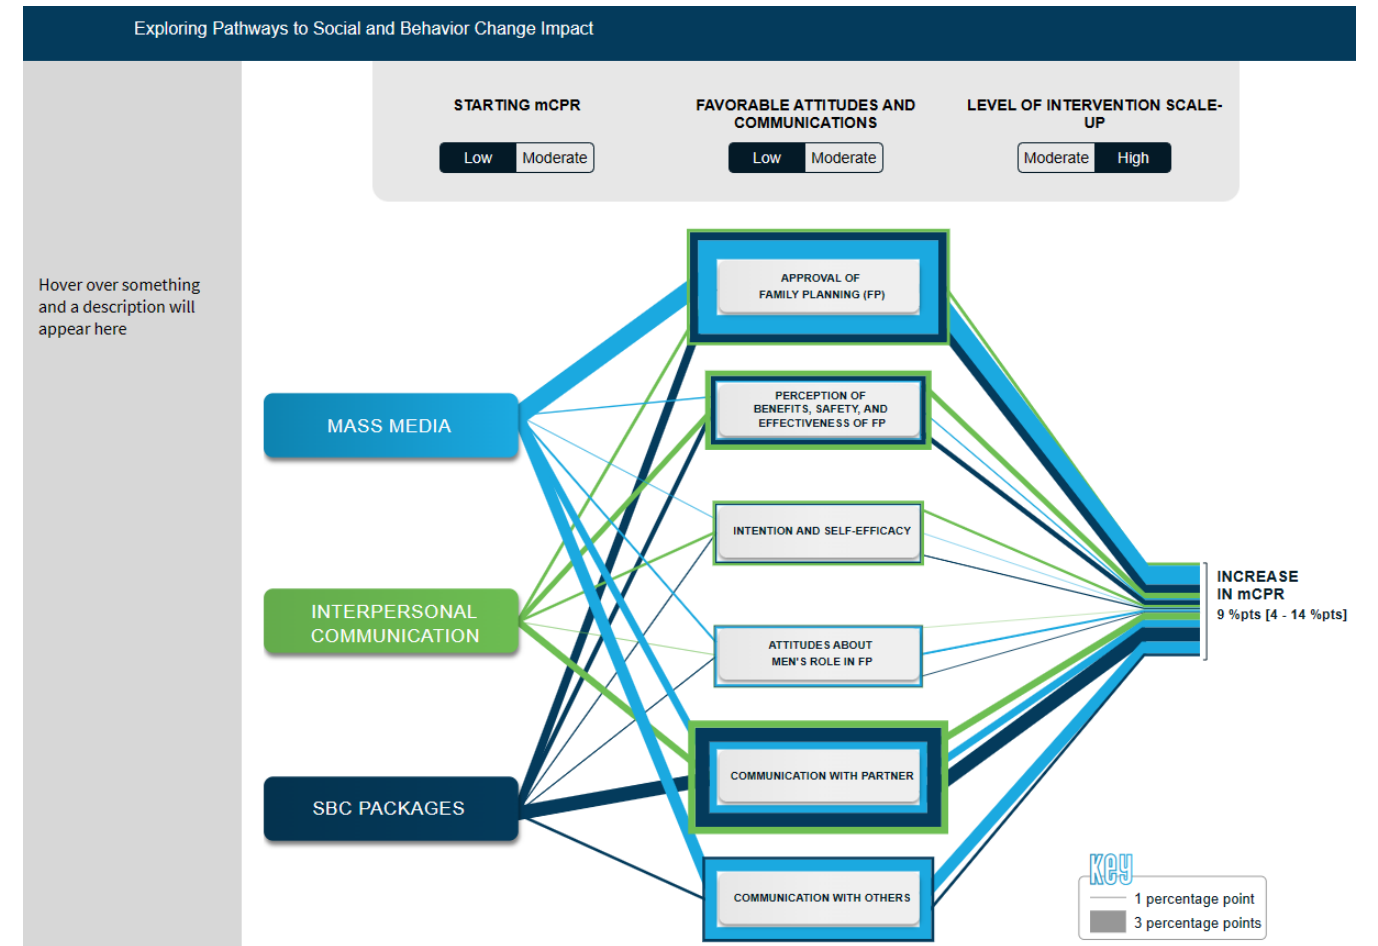 Exploring Pathways to Social and Behavior Change Impact
STARTING mCPR
Low Moderate
FAVORABLE ATTITUDES AND
COMMUNICATIONS
Low Moderate
LEVEL OF INTERVENTION SCALE-
UP
Moderate High
Hover over something
and a description will
appear here
MASS MEDIA
INTERPERSONAL
COMMUNICATION
SBC PACKAGES
APPROVAL OF
FAMILY PLANNING (FP)
PERCEPTION OF
BENEFITS, SAFETY, AND
EFFECTIVENESS OF FP
INTENTION AND SELF-EFFICACY
ATTITUDES ABOUT
MEN'S ROLE IN FP
COMMUNICATION WITH PARTNER
COMMUNICATION WITH OTHERS
INCREASE
IN mCPR
9 %pts [4 - 14 %pts]
Key
1 percentage point
3 percentage points